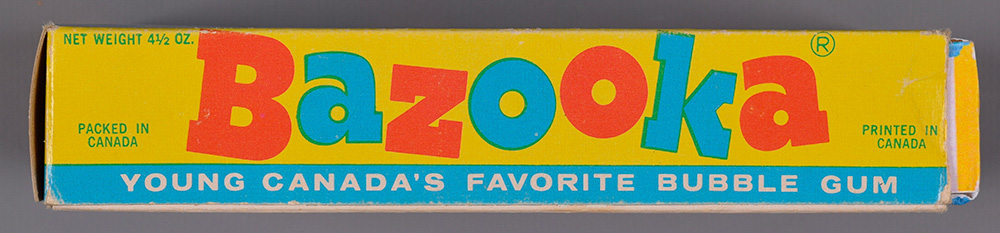 NET WEIGHT 4½ OZ.
Bazooka ®
PACKED IN
CANADA
PRINTED IN
CANADA
YOUNG CANADA'S FAVORITE BUBBLE GUM